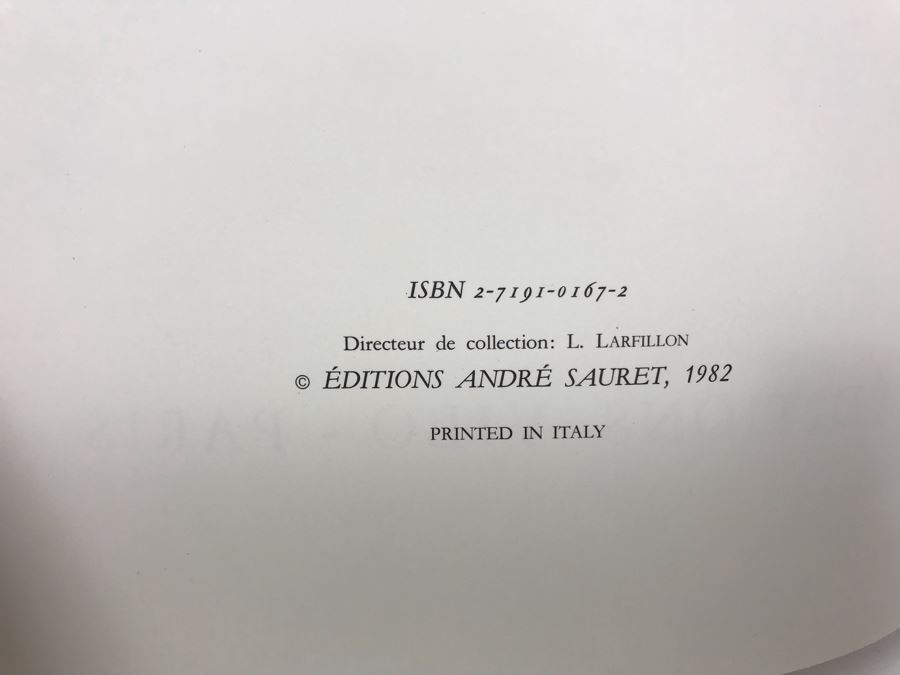 ISBN 2-7191-0167-2
Directeur de collection: L. LARFILLON
© ÉDITIONS ANDRÉ SAURET, 1982
PRINTED IN ITALY